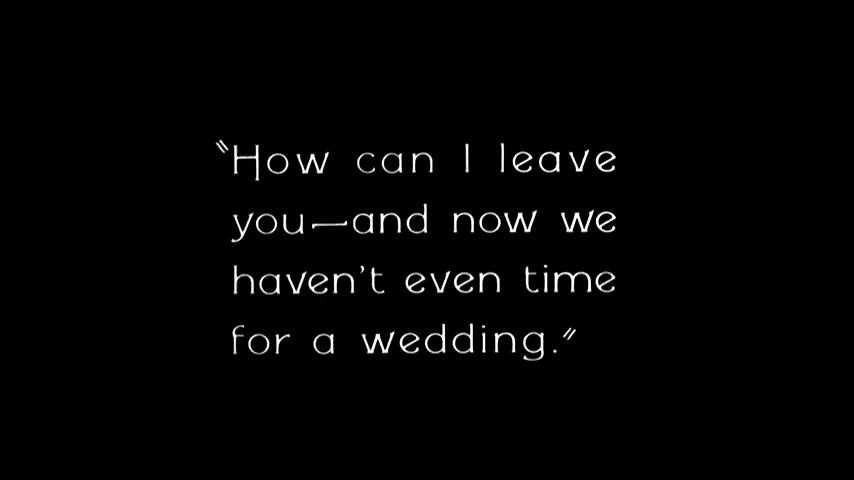 "How can I leave
you—and now we
haven't even time
for a wedding."